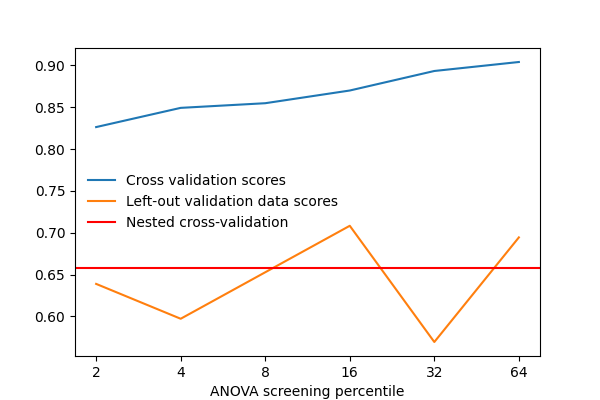 0.90
0.85
0.80
0.75
0.70
0.65
0.60
Cross validation scores
Left-out validation data scores
Nested cross-validation
2 4 8 16 32 64
ANOVA screening percentile